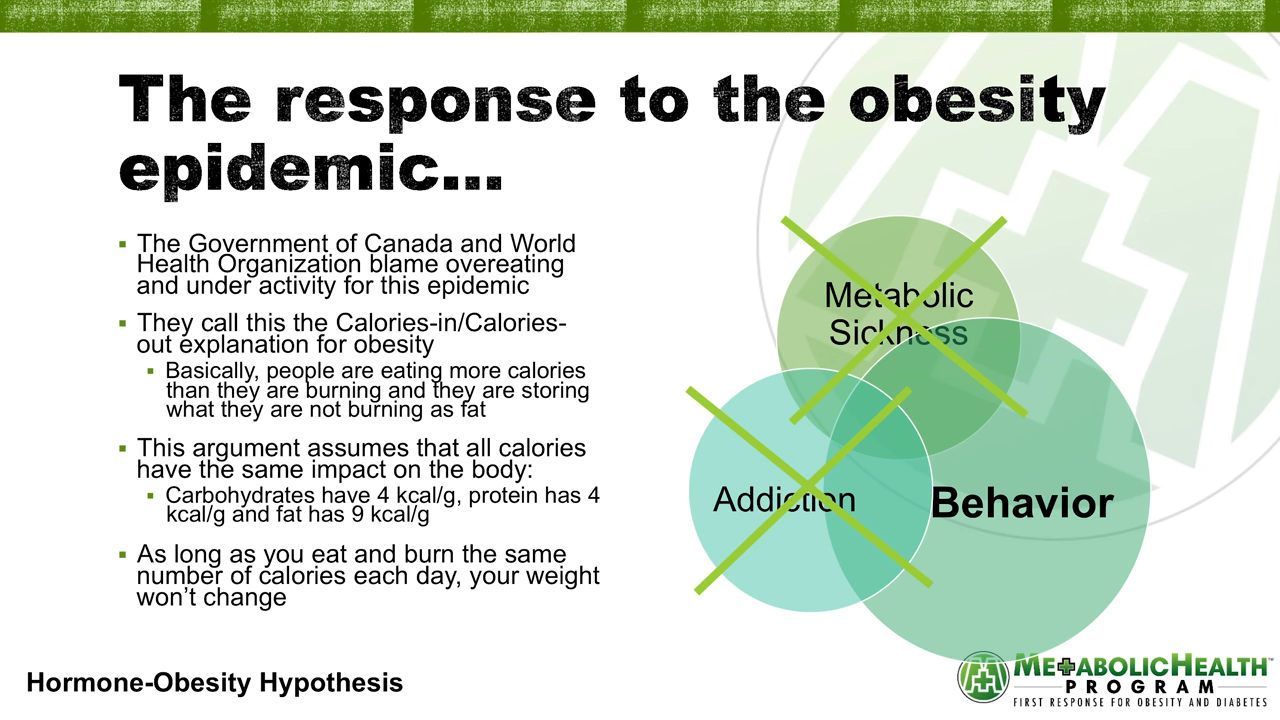 The response to the obesity
epidemic...
▪ The Government of Canada and World
Health Organization blame overeating
and under activity for this epidemic
▪ They call this the Calories-in/Calories-
out explanation for obesity
▪ Basically, people are eating more calories
than they are burning and they are storing
what they are not burning as fat
▪ This argument assumes that all calories
have the same impact on the body:
▪ Carbohydrates have 4 kcal/g, protein has 4
kcal/g and fat has 9 kcal/g
▪ As long as you eat and burn the same
number of calories each day, your weight
won’t change
Metabolic
Sickness
Addiction
Behavior
Hormone-Obesity Hypothesis
METABOLICHEALTH™
PROGRAM
FIRST RESPONSE FOR OBESITY AND DIABETES